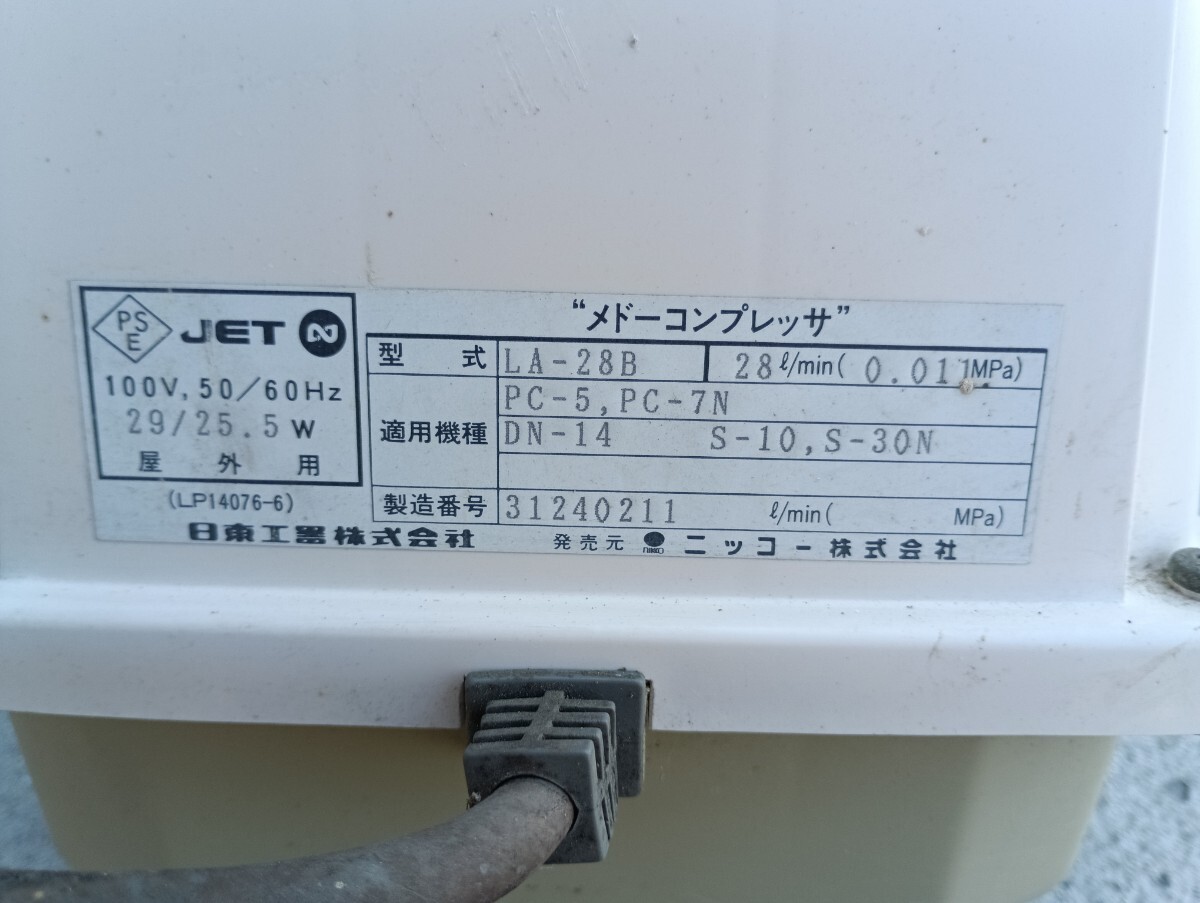 PS
E
JET
100V, 50/60Hz
29/25.5W
屋外用
(LP14076-6)
“メドーコンプレッサ”
型式 LA-28B 28ℓ/min( 0.011MPa)
適用機種 PC-5, PC-7N
DN-14 S-10, S-30N
製造番号 31240211 ℓ/min( MPa)
日東工器株式会社 発売元 NIKKO ニッコー株式会社